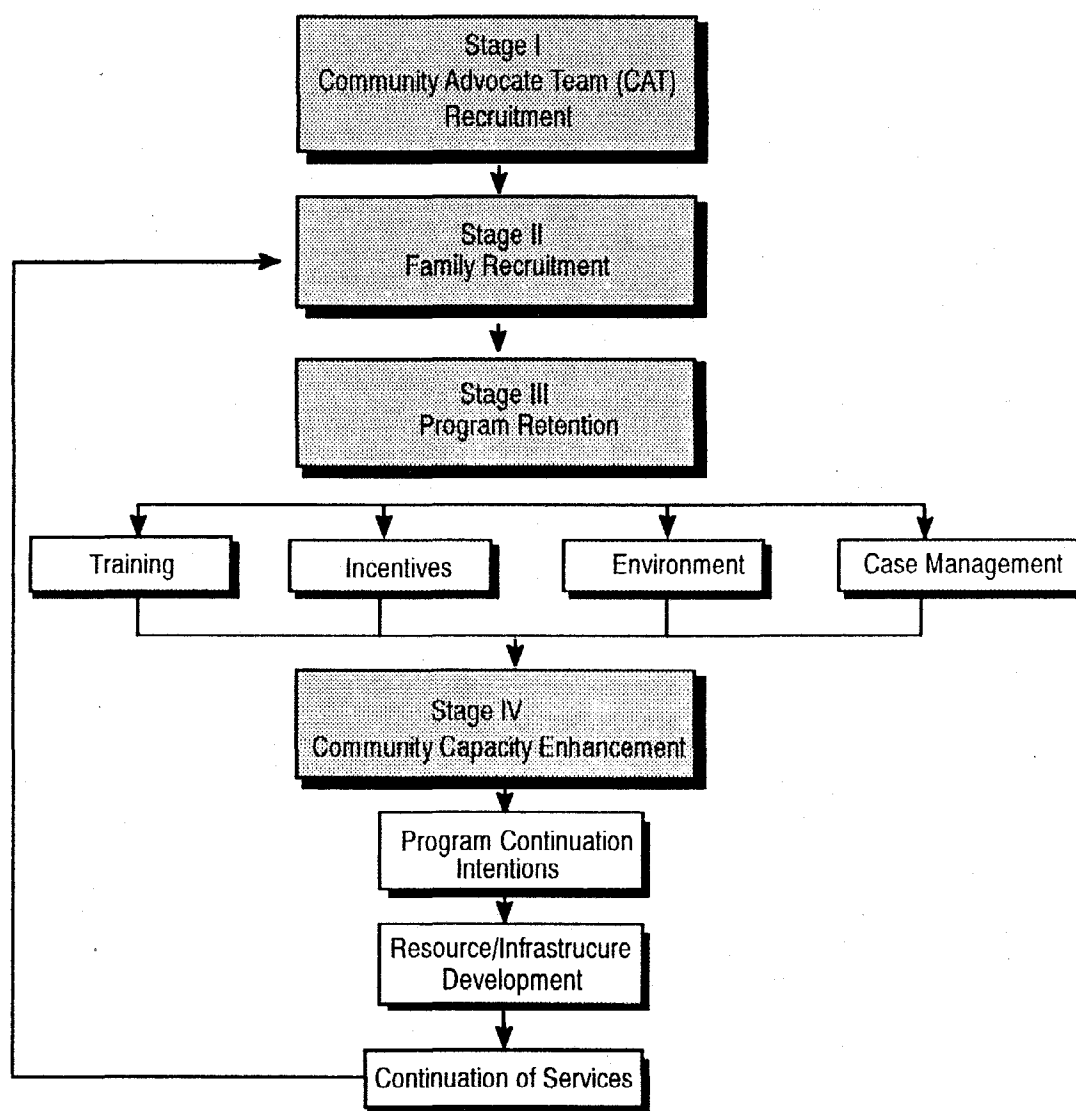 Stage I
Community Advocate Team (CAT)
Recruitment
Stage II
Family Recruitment
Stage III
Program Retention
Training
Incentives
Environment
Case Management
Stage IV
Community Capacity Enhancement
Program Continuation
Intentions
Resource/Infrastrucure
Development
Continuation of Services